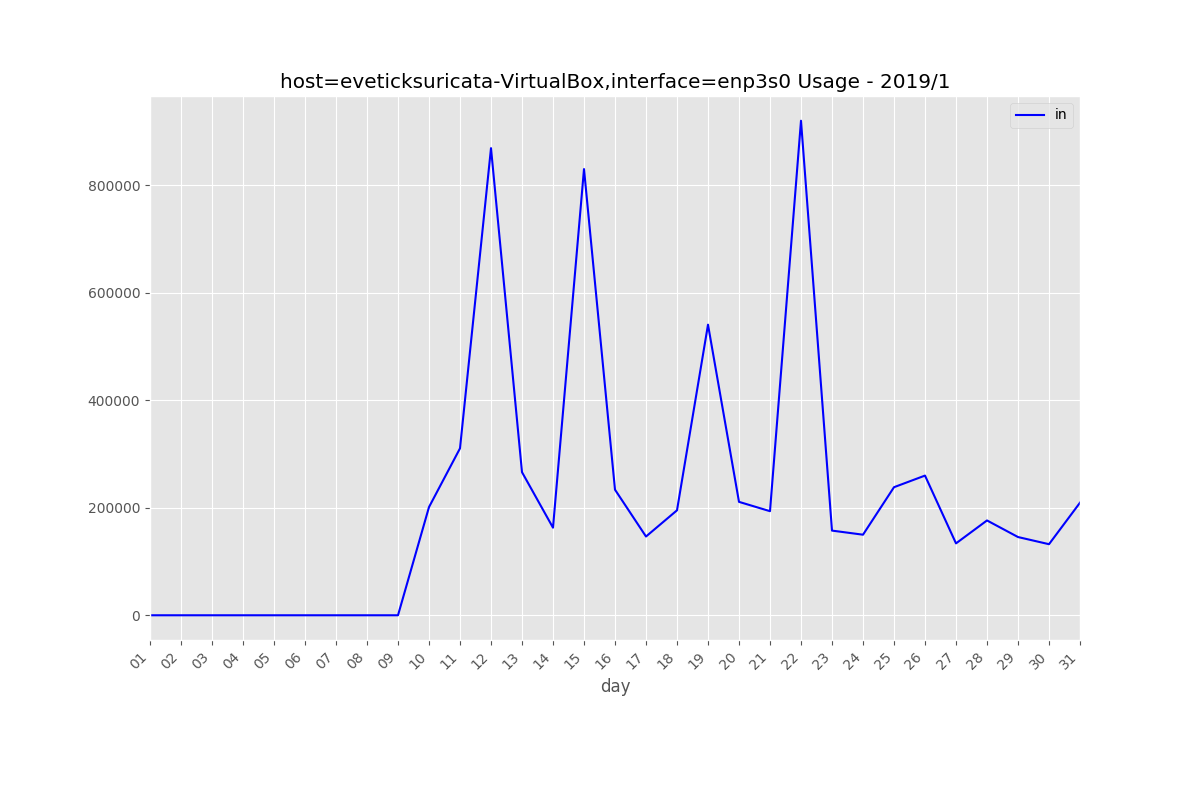 host=eveticksuricata-VirtualBox,interface=enp3s0 Usage - 2019/1
in
800000
600000
400000
200000
0
01 02 03 04 05 06 07 08 09 10 11 12 13 14 15 16 17 18 19 20 21 22 23 24 25 26 27 28 29 30 31
day